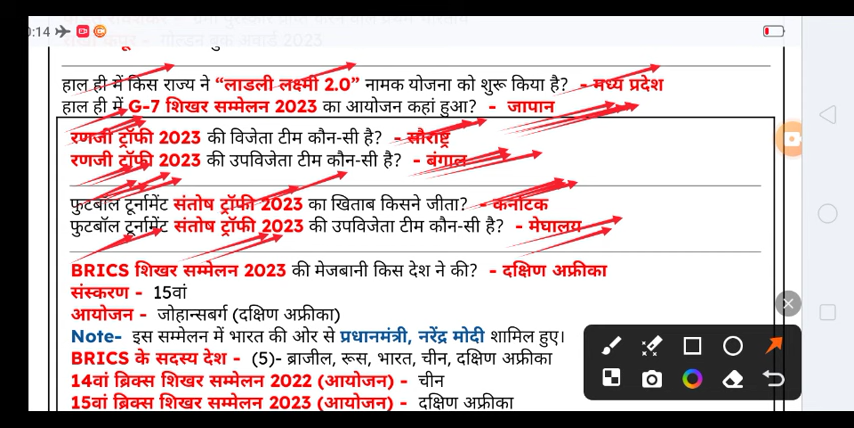 0:14
हाल ही में किस राज्य ने “लाडली लक्ष्मी 2.0” नामक योजना को शुरू किया है? - मध्य प्रदेश
हाल ही में G-7 शिखर सम्मेलन 2023 का आयोजन कहां हुआ? - जापान
रणजी ट्रॉफी 2023 की विजेता टीम कौन-सी है? - सौराष्ट्र
रणजी ट्रॉफी 2023 की उपविजेता टीम कौन-सी है? - बंगाल
फुटबॉल टूर्नामेंट संतोष ट्रॉफी 2023 का खिताब किसने जीता? - कर्नाटक
फुटबॉल टूर्नामेंट संतोष ट्रॉफी 2023 की उपविजेता टीम कौन-सी है? - मेघालय
BRICS शिखर सम्मेलन 2023 की मेजबानी किस देश ने की? - दक्षिण अफ्रीका
संस्करण - 15वां
आयोजन - जोहान्सबर्ग (दक्षिण अफ्रीका)
Note- इस सम्मेलन में भारत की ओर से प्रधानमंत्री, नरेंद्र मोदी शामिल हुए।
BRICS के सदस्य देश - (5)- ब्राजील, रूस, भारत, चीन, दक्षिण अफ्रीका
14वां ब्रिक्स शिखर सम्मेलन 2022 (आयोजन) - चीन
15वां ब्रिक्स शिखर सम्मेलन 2023 (आयोजन) - दक्षिण अफ्रीका